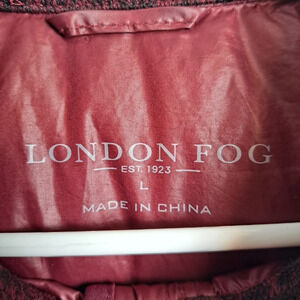 LONDON FOG
EST. 1923
L
MADE IN CHINA